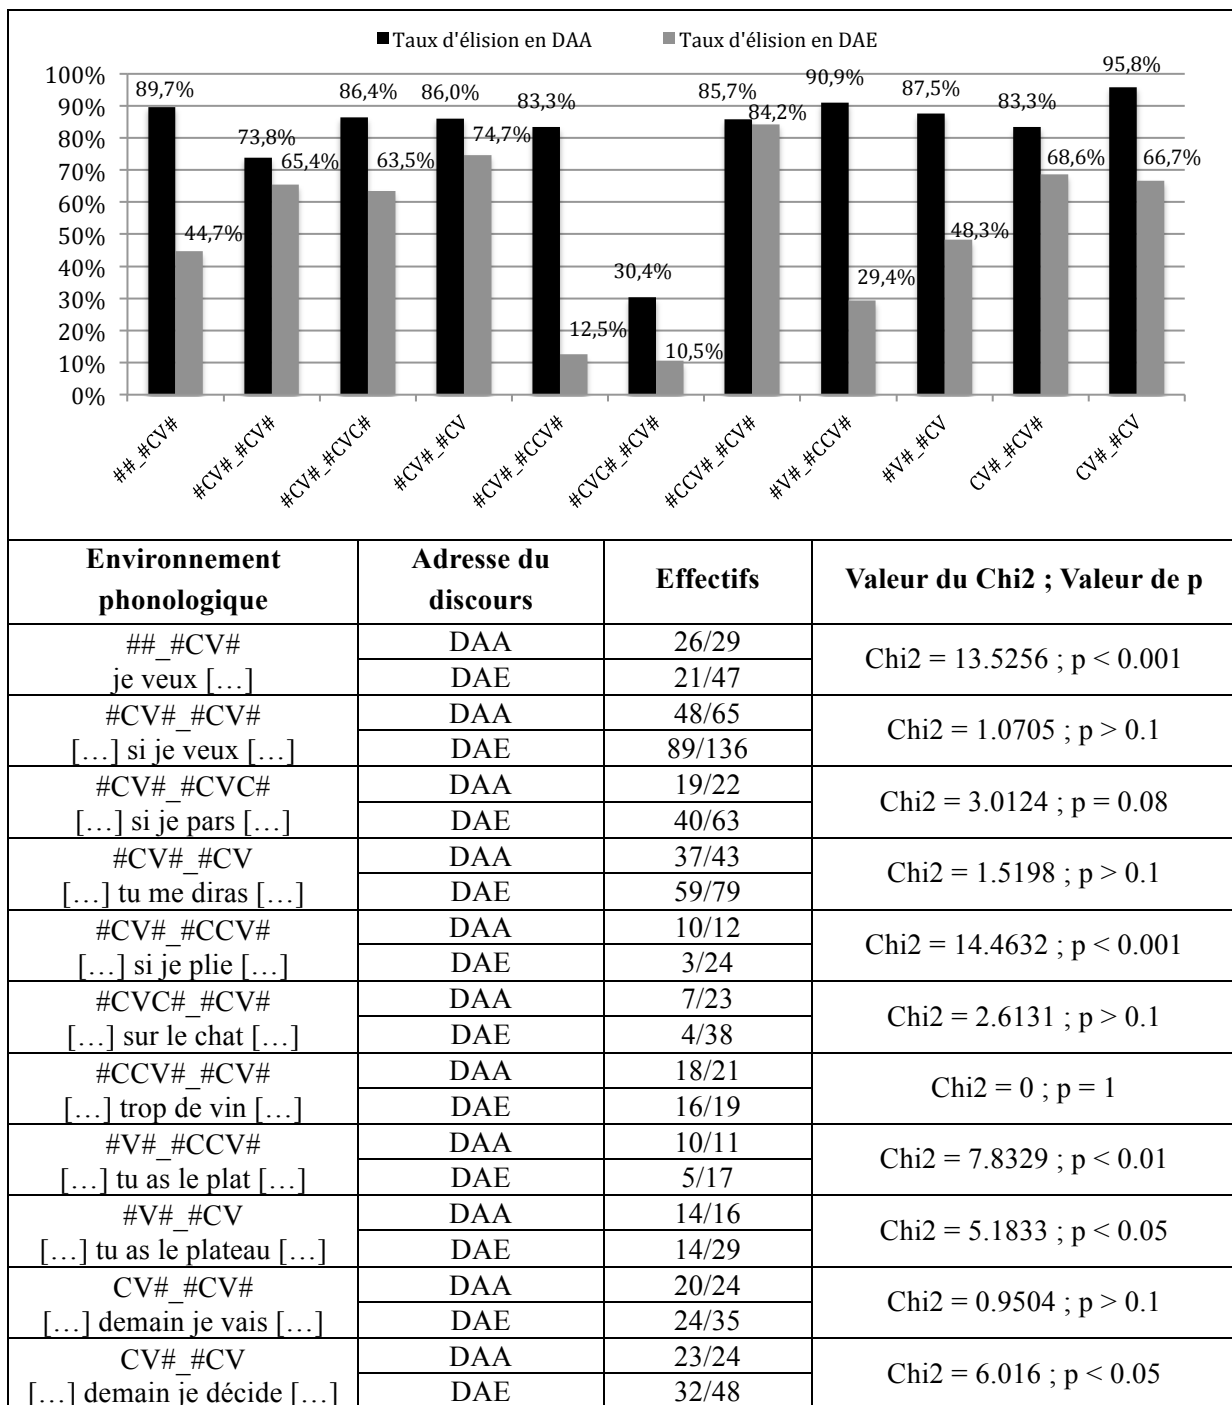 Taux d'élision en DAA Taux d'élision en DAE
100%
90%
80%
70%
60%
50%
40%
30%
20%
10%
0%
89,7%
44,7%
73,8%
65,4%
86,4%
63,5%
86,0%
74,7%
83,3%
12,5%
30,4%
10,5%
85,7%
84,2%
90,9%
29,4%
87,5%
48,3%
83,3%
68,6%
95,8%
66,7%
##_#CV#
#CV#_#CV#
#CV#_#CVC#
#CV#_#CV
#CV#_#CCV#
#CVC#_#CV#
#CCV#_#CV#
#V#_#CCV#
#V#_#CV
CV#_#CV#
CV#_#CV
Environnement phonologique Adresse du discours Effectifs Valeur du Chi2 ; Valeur de p
##_#CV#
je veux […]
DAA 26/29
DAE 21/47
Chi2 = 13.5256 ; p < 0.001
#CV#_#CV#
[…] si je veux […]
DAA 48/65
DAE 89/136
Chi2 = 1.0705 ; p > 0.1
#CV#_#CVC#
[…] si je pars […]
DAA 19/22
DAE 40/63
Chi2 = 3.0124 ; p = 0.08
#CV#_#CV
[…] tu me diras […]
DAA 37/43
DAE 59/79
Chi2 = 1.5198 ; p > 0.1
#CV#_#CCV#
[…] si je plie […]
DAA 10/12
DAE 3/24
Chi2 = 14.4632 ; p < 0.001
#CVC#_#CV#
[…] sur le chat […]
DAA 7/23
DAE 4/38
Chi2 = 2.6131 ; p > 0.1
#CCV#_#CV#
[…] trop de vin […]
DAA 18/21
DAE 16/19
Chi2 = 0 ; p = 1
#V#_#CCV#
[…] tu as le plat […]
DAA 10/11
DAE 5/17
Chi2 = 7.8329 ; p < 0.01
#V#_#CV
[…] tu as le plateau […]
DAA 14/16
DAE 14/29
Chi2 = 5.1833 ; p < 0.05
CV#_#CV#
[…] demain je vais […]
DAA 20/24
DAE 24/35
Chi2 = 0.9504 ; p > 0.1
CV#_#CV
[…] demain je décide […]
DAA 23/24
DAE 32/48
Chi2 = 6.016 ; p < 0.05